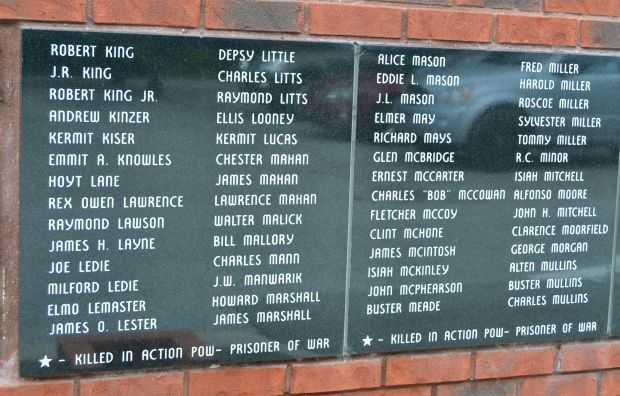 ROBERT KING
J.R. KING
ROBERT KING JR.
ANDREW KINZER
KERMIT KISER
EMMIT A. KNOWLES
HOYT LANE
REX OWEN LAWRENCE
RAYMOND LAWSON
JAMES H. LAYNE
JOE LEDIE
MILFORD LEDIE
ELMO LEMASTER
JAMES O. LESTER
DEPSY LITTLE
CHARLES LITTS
RAYMOND LITTS
ELLIS LOONEY
KERMIT LUCAS
CHESTER MAHAN
JAMES MAHAN
LAWRENCE MAHAN
WALTER MALICK
BILL MALLORY
CHARLES MANN
J.W. MANWARIK
HOWARD MARSHALL
JAMES MARSHALL
★ - KILLED IN ACTION POW- PRISONER OF WAR
ALICE MASON
EDDIE L. MASON
J.L. MASON
ELMER MAY
RICHARD MAYS
GLEN MCBRIDGE
ERNEST MCCARTER
CHARLES "BOB" MCCOWAN
FLETCHER MCCOY
CLINT MCHONE
JAMES MCINTOSH
ISIAH MCKINLEY
JOHN MCPHEARSON
BUSTER MEADE
FRED MILLER
HAROLD MILLER
ROSCOE MILLER
SYLVESTER MILLER
TOMMY MILLER
R.C. MINOR
ISIAH MITCHELL
ALFONSO MOORE
JOHN H. MITCHELL
CLARENCE MOORFIELD
GEORGE MORGAN
ALTEN MULLINS
BUSTER MULLINS
CHARLES MULLINS
★ - KILLED IN ACTION POW- PRISONER OF WAR